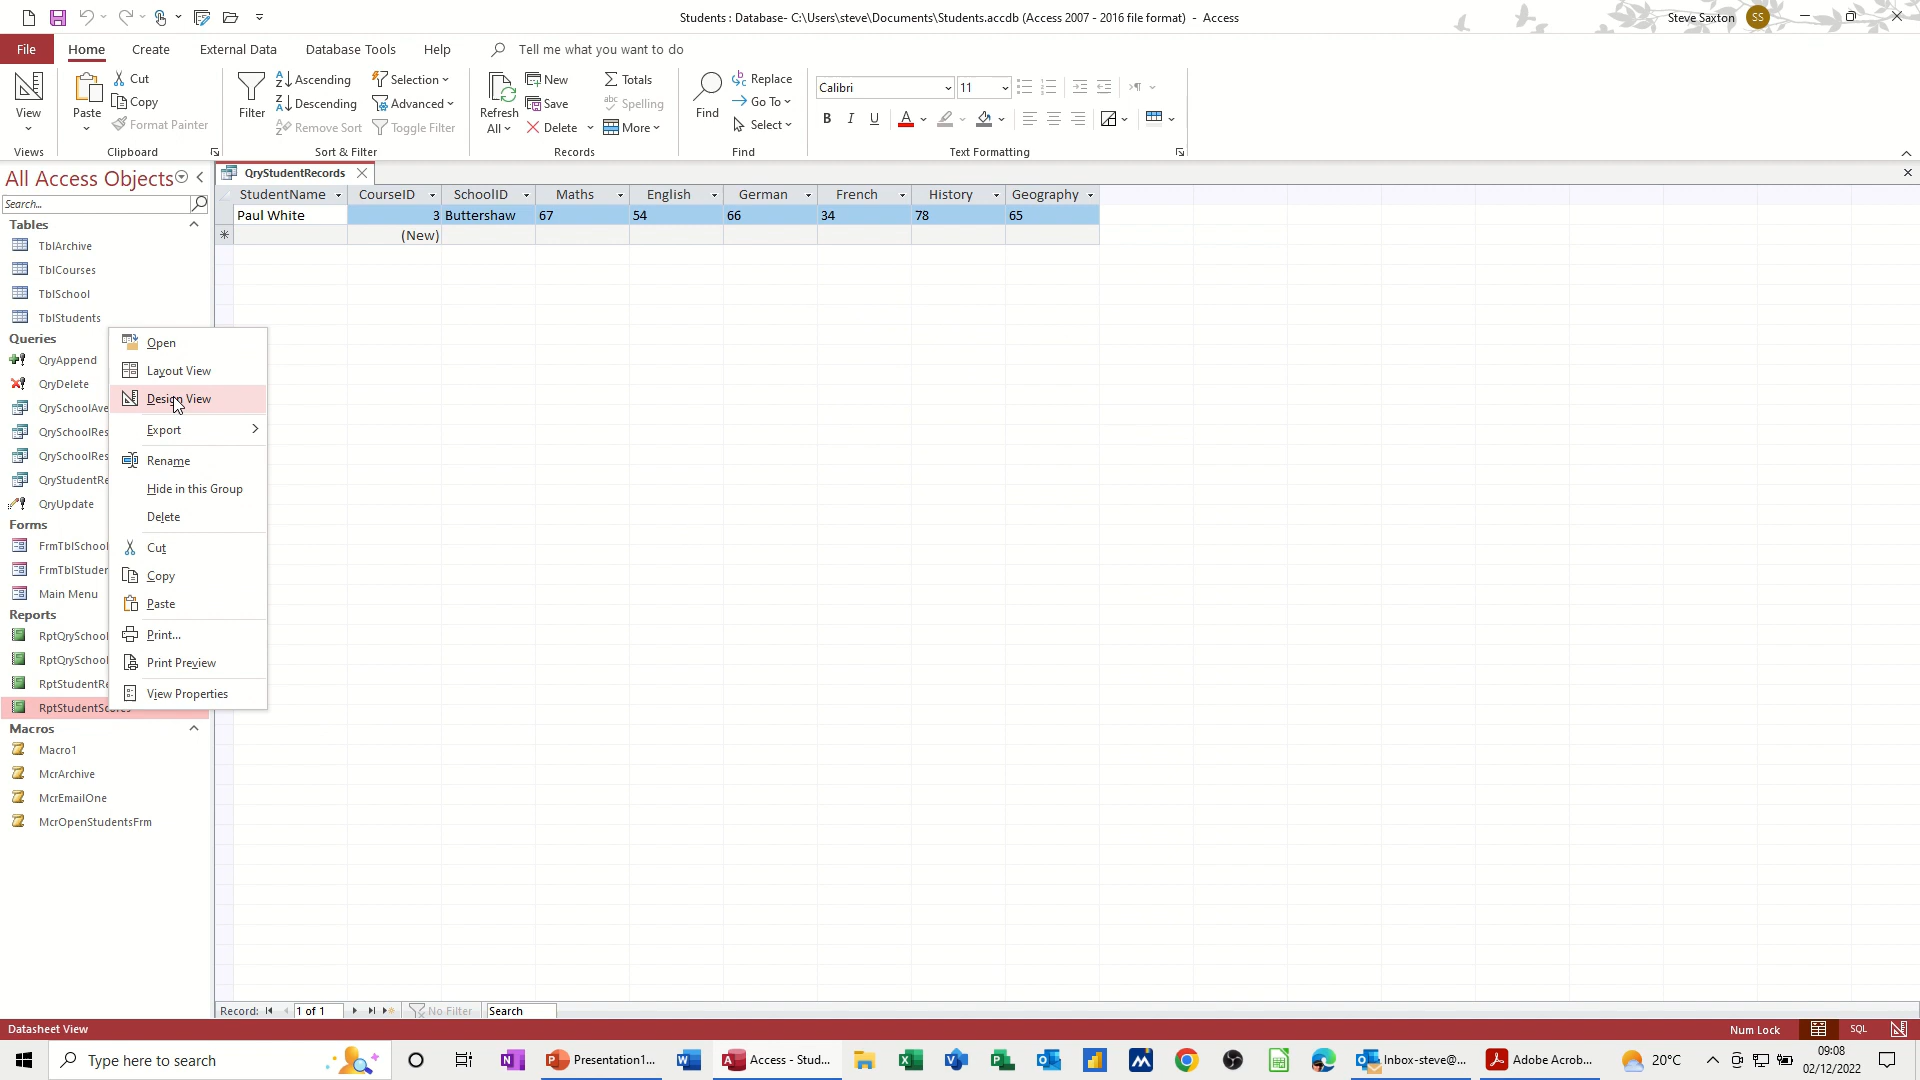 Students : Database- C:\Users\steve\Documents\Students.accdb (Access 2007 - 2016 file format) - Access
Steve Saxton SS
File Home Create External Data Database Tools Help Tell me what you want to do
View
Views
Paste
Cut
Copy
Format Painter
Clipboard
Filter
Ascending
Descending
Remove Sort
Selection
Advanced
Toggle Filter
Sort & Filter
Refresh
All
New
Save
Delete
Totals
Spelling
More
Records
Find
Replace
Go To
Select
Find
Calibri 11
B I U
Text Formatting
All Access Objects
Search...
Tables
TblArchive
TblCourses
TblSchool
TblStudents
Queries
QryAppend
QryDelete
QrySchoolAve
QrySchoolRes
QrySchoolRes
QryStudentRe
QryUpdate
Forms
FrmTblSchool
FrmTblStuden
Main Menu
Reports
RptQrySchool
RptQrySchool
RptStudentRe
RptStudentScores
Macros
Macro1
McrArchive
McrEmailOne
McrOpenStudentsFrm
Open
Layout View
Design View
Export
Rename
Hide in this Group
Delete
Cut
Copy
Paste
Print...
Print Preview
View Properties
QryStudentRecords
StudentName CourseID SchoolID Maths English German French History Geography
Paul White 3 Buttershaw 67 54 66 34 78 65
(New)
Record: 1 of 1 No Filter Search
Datasheet View Num Lock SQL
Type here to search
Presentation1...
Access - Stud...
Inbox-steve@...
Adobe Acrob...
20°C
09:08
02/12/2022